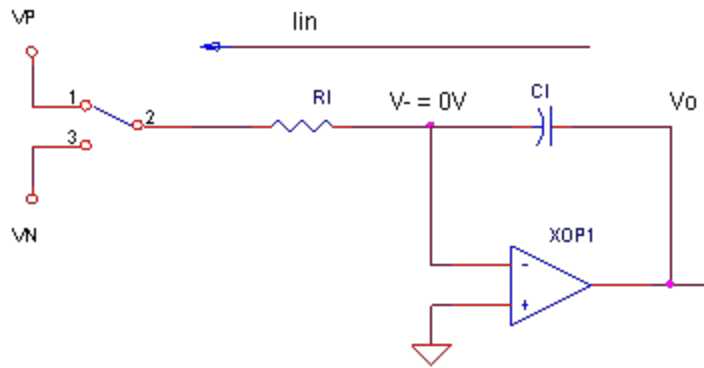 VP
Iin
1
2
3
RI
V- = 0V
CI
Vo
VN
XOP1
-
+